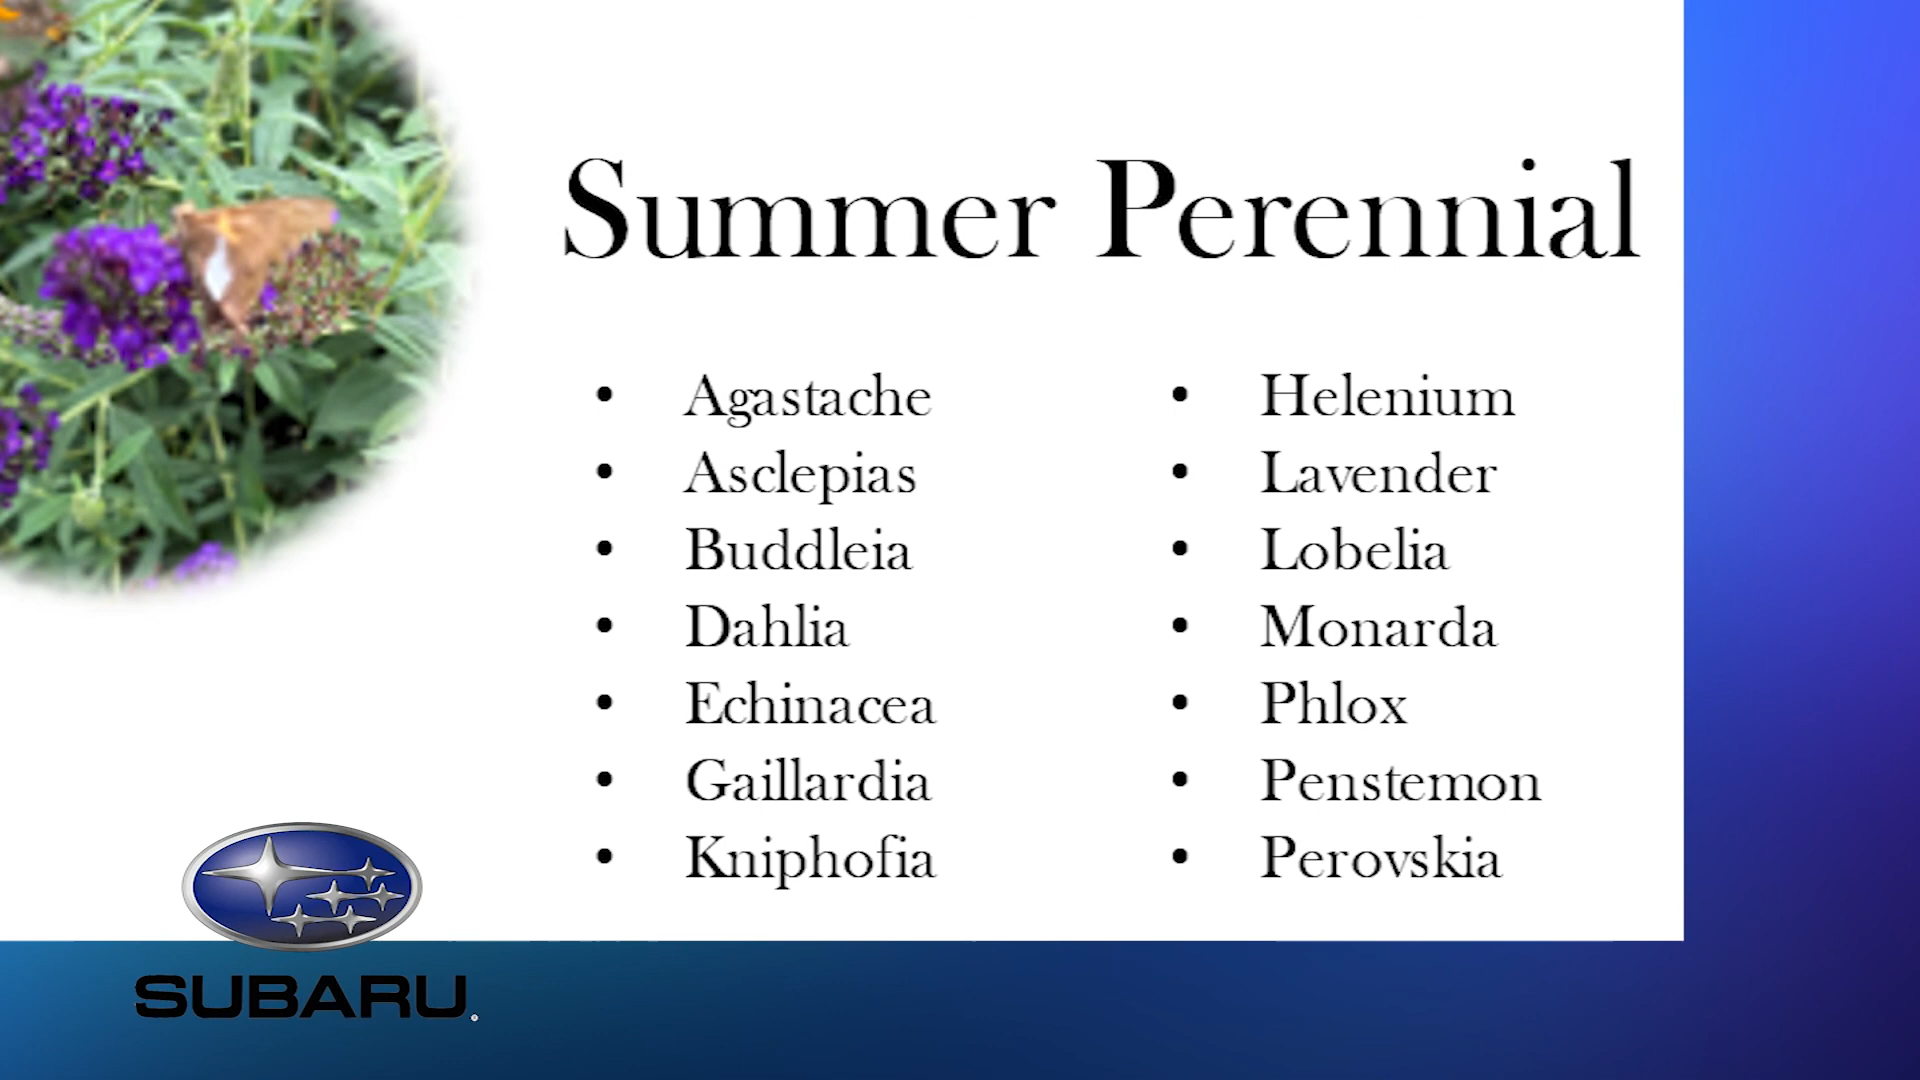 Summer Perennial
• Agastache
• Asclepias
• Buddleia
• Dahlia
• Echinacea
• Gaillardia
• Kniphofia
• Helenium
• Lavender
• Lobelia
• Monarda
• Phlox
• Penstemon
• Perovskia
SUBARU®